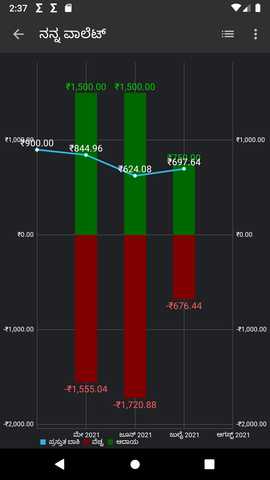 2:37 Σ Σ
ನನ್ನ ವಾಲೆಟ್
₹1,500.00 ₹1,500.00
₹1,000.00 ₹1,000.00
₹900.00 ₹844.96 ₹750.00
₹697.64
₹624.08
₹0.00 ₹0.00
-₹676.44
-₹1,000.00 -₹1,000.00
-₹1,555.04
-₹1,720.88
-₹2,000.00 -₹2,000.00
ಮೇ 2021 ಜೂನ್ 2021 ಜುಲೈ 2021 ಆಗಸ್ಟ್ 2021
ಪ್ರಸ್ತುತ ಬಾಕಿ ವೆಚ್ಚ ಆದಾಯ